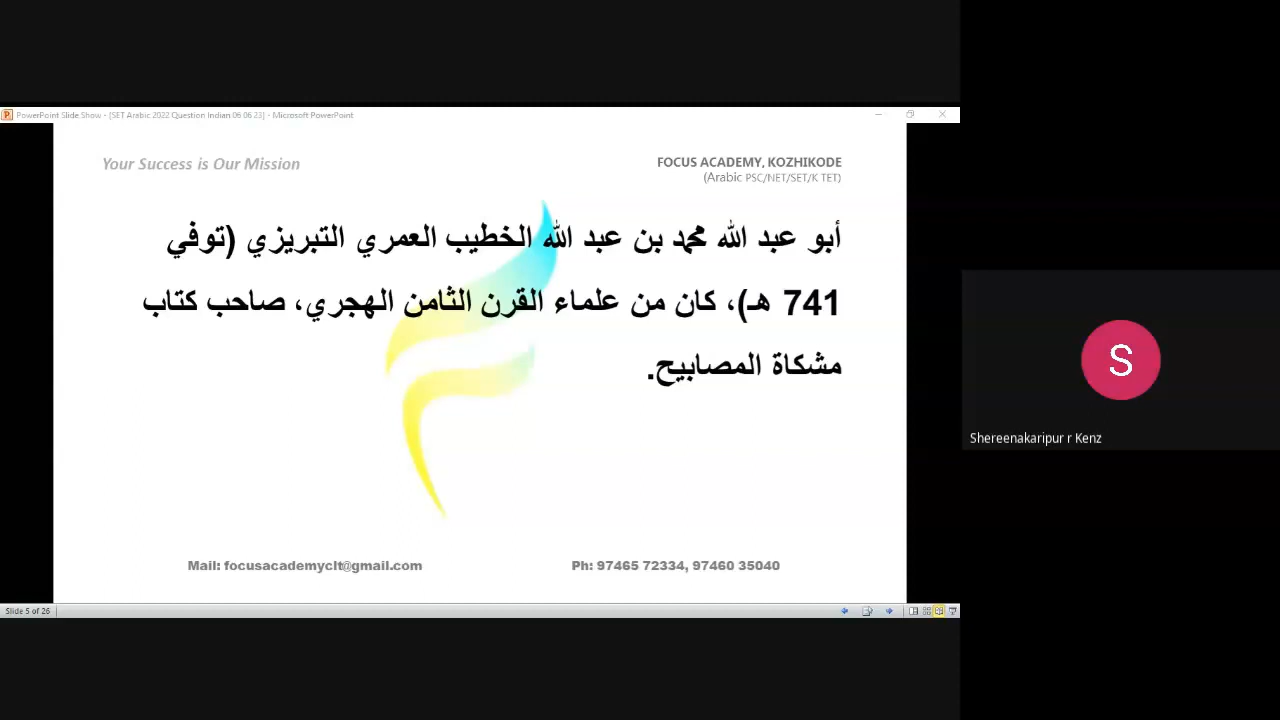 PowerPoint Slide Show - [SET Arabic 2022 Question Indian 06 06 23] - Microsoft PowerPoint
Your Success is Our Mission
FOCUS ACADEMY, KOZHIKODE
(Arabic PSC/NET/SET/K TET)
أبو عبد الله محمد بن عبد الله الخطيب العمري التبريزي (توفي
741 هـ)، كان من علماء القرن الثامن الهجري، صاحب كتاب
مشكاة المصابيح.
S
Shereenakaripur r Kenz
Mail: focusacademyclt@gmail.com
Ph: 97465 72334, 97460 35040
Slide 5 of 26